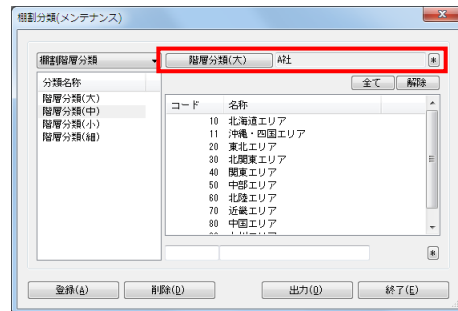 棚割分類(メンテナンス)
棚割階層分類
階層分類(大) A社
*
分類名称
全て 解除
階層分類(大)
階層分類(中)
階層分類(小)
階層分類(細)
コード 名称
10 北海道エリア
11 沖縄・四国エリア
20 東北エリア
30 北関東エリア
40 関東エリア
50 中部エリア
60 北陸エリア
70 近畿エリア
80 中国エリア
*
登録(A) 削除(D) 出力(O) 終了(E)